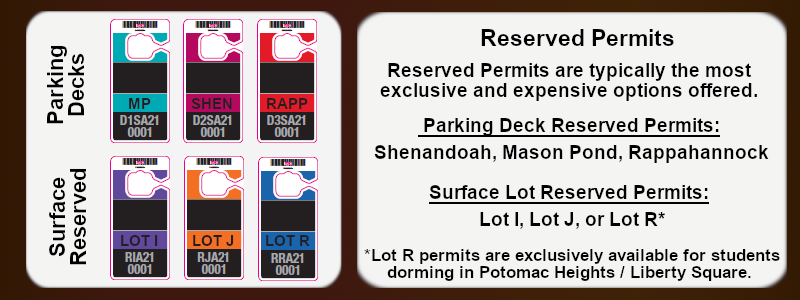 Parking
Decks
MP
D1SA21
0001
SHEN
D2SA21
0001
RAPP
D3SA21
0001
Surface
Reserved
LOT I
RIA21
0001
LOT J
RJA21
0001
LOT R
RRA21
0001
Reserved Permits
Reserved Permits are typically the most
exclusive and expensive options offered.
Parking Deck Reserved Permits:
Shenandoah, Mason Pond, Rappahannock
Surface Lot Reserved Permits:
Lot I, Lot J, or Lot R*
*Lot R permits are exclusively available for students
dorming in Potomac Heights / Liberty Square.